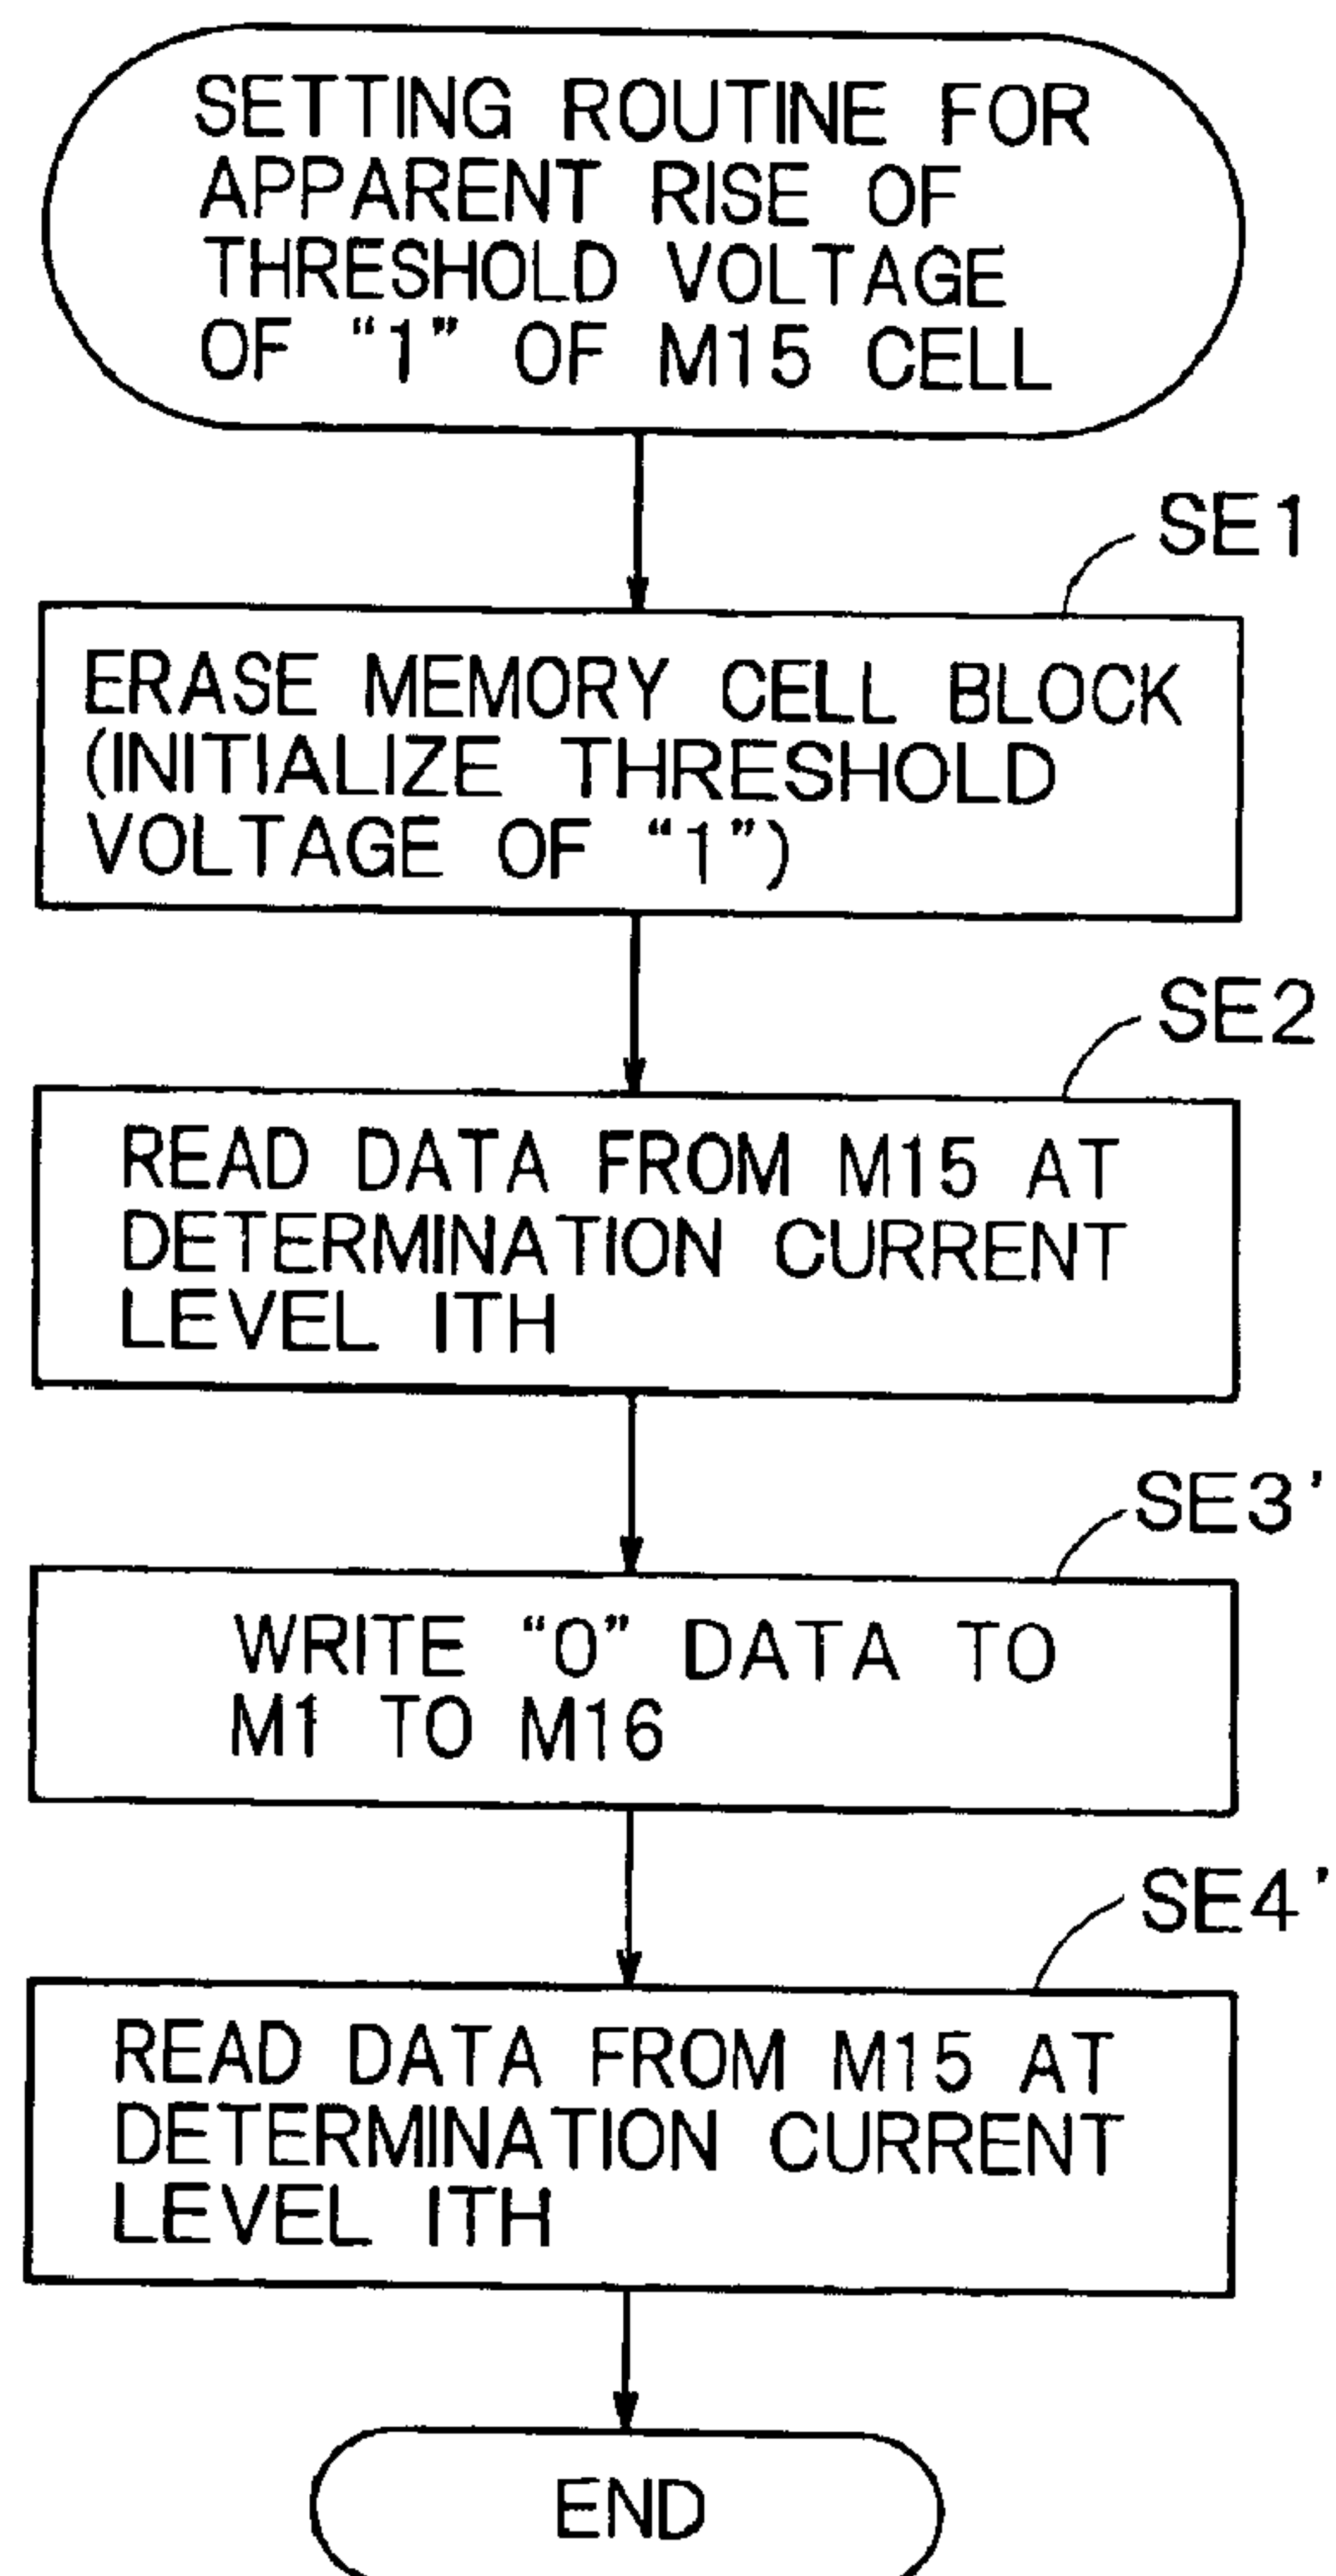 SETTING ROUTINE FOR
APPARENT RISE OF
THRESHOLD VOLTAGE
OF “1” OF M15 CELL
SE1
ERASE MEMORY CELL BLOCK
(INITIALIZE THRESHOLD
VOLTAGE OF “1”)
SE2
READ DATA FROM M15 AT
DETERMINATION CURRENT
LEVEL ITH
SE3'
WRITE “0” DATA TO
M1 TO M16
SE4'
READ DATA FROM M15 AT
DETERMINATION CURRENT
LEVEL ITH
END